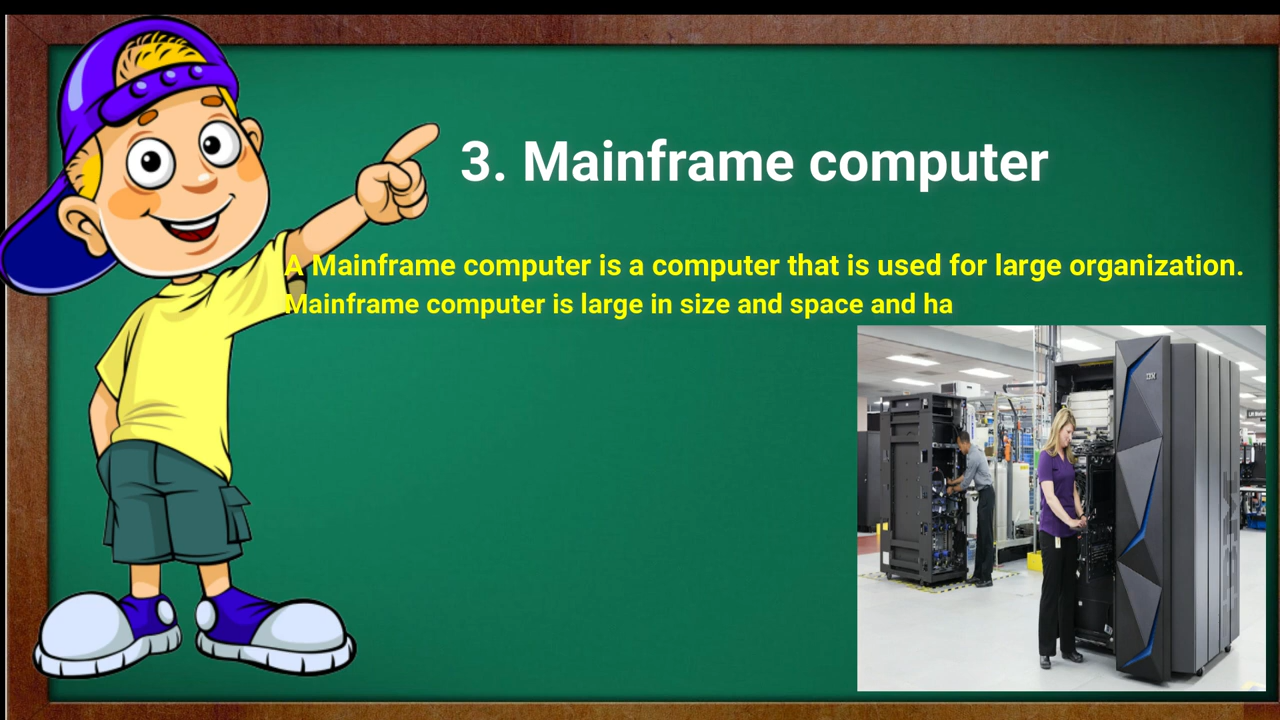 3. Mainframe computer
A Mainframe computer is a computer that is used for large organization.
Mainframe computer is large in size and space and ha
IBM